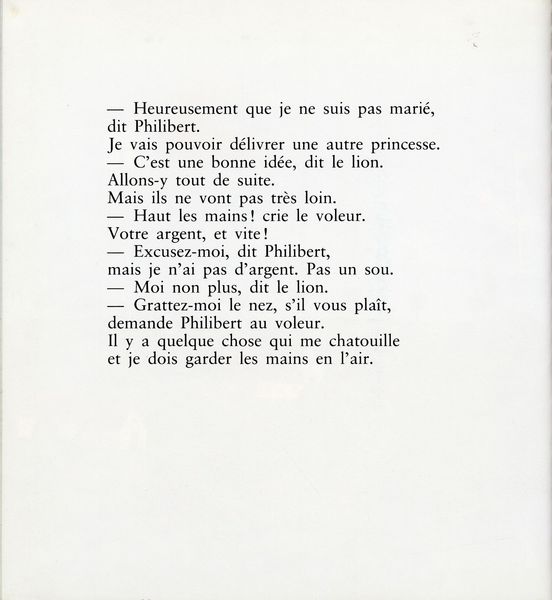 — Heureusement que je ne suis pas marié,
dit Philibert.
Je vais pouvoir délivrer une autre princesse.
— C'est une bonne idée, dit le lion.
Allons-y tout de suite.
Mais ils ne vont pas très loin.
— Haut les mains ! crie le voleur.
Votre argent, et vite !
— Excusez-moi, dit Philibert,
mais je n'ai pas d'argent. Pas un sou.
— Moi non plus, dit le lion.
— Grattez-moi le nez, s'il vous plaît,
demande Philibert au voleur.
Il y a quelque chose qui me chatouille
et je dois garder les mains en l'air.